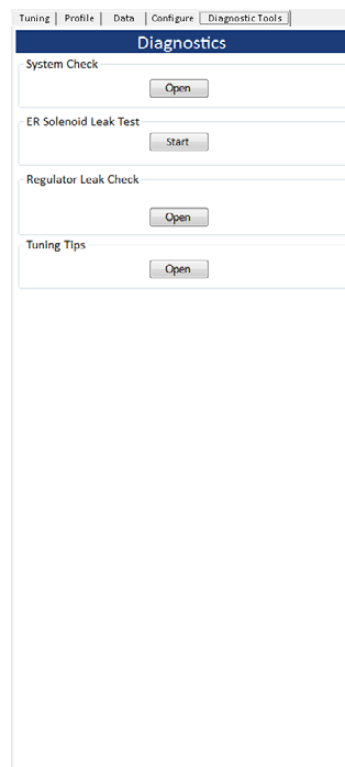 Tuning Profile Data Configure Diagnostic Tools
Diagnostics
System Check
Open
ER Solenoid Leak Test
Start
Regulator Leak Check
Open
Tuning Tips
Open